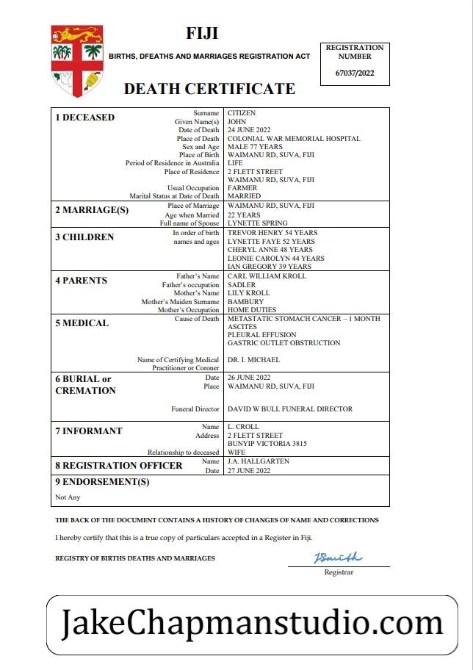 FIJI
BIRTHS, DFEATHS AND MARRIAGES REGISTRATION ACT
REGISTRATION
NUMBER
67037/2022
DEATH CERTIFICATE
1 DECEASED
Surname CITIZEN
Given Name(s) JOHN
Date of Death 24 JUNE 2022
Place of Death COLONIAL WAR MEMORIAL HOSPITAL
Sex and Age MALE 77 YEARS
Place of Birth WAIMANU RD, SUVA, FIJI
Period of Residence in Australia LIFE
Place of Residence 2 FLETT STREET
WAIMANU RD, SUVA, FIJI
Usual Occupation FARMER
Marital Status at Date of Death MARRIED
2 MARRIAGE(S)
Place of Marriage WAIMANU RD, SUVA, FIJI
Age when Married 22 YEARS
Full name of Spouse LYNETTE SPRING
3 CHILDREN
In order of birth TREVOR HENRY 54 YEARS
names and ages LYNETTE FAYE 52 YEARS
CHERYL ANNE 48 YEARS
LEONIE CAROLYN 44 YEARS
IAN GREGORY 39 YEARS
4 PARENTS
Father's Name CARL WILLIAM KROLL
Father's occupation SADLER
Mother's Name LILY KROLL
Mother's Maiden Surname BAMBURY
Mother's Occupation HOME DUTIES
5 MEDICAL
Cause of Death METASTATIC STOMACH CANCER – 1 MONTH
ASCITES
PLEURAL EFFUSION
GASTRIC OUTLET OBSTRUCTION
Name of Certifying Medical DR. I. MICHAEL
Practitioner or Coroner
6 BURIAL or
CREMATION
Date 26 JUNE 2022
Place WAIMANU RD, SUVA, FIJI
Funeral Director DAVID W BULL FUNERAL DIRECTOR
7 INFORMANT
Name L. CROLL
Address 2 FLETT STREET
BUNYIP VICTORIA 3815
Relationship to deceased WIFE
8 REGISTRATION OFFICER
Name J.A. HALLGARTEN
Date 27 JUNE 2022
9 ENDORSEMENT(S)
Not Any
THE BACK OF THE DOCUMENT CONTAINS A HISTORY OF CHANGES OF NAME AND CORRECTIONS
I hereby certify that this is a true copy of particulars accepted in a Register in Fiji.
REGISTRY OF BIRTHS DEATHS AND MARRIAGES
Registrar
JakeChapmanstudio.com